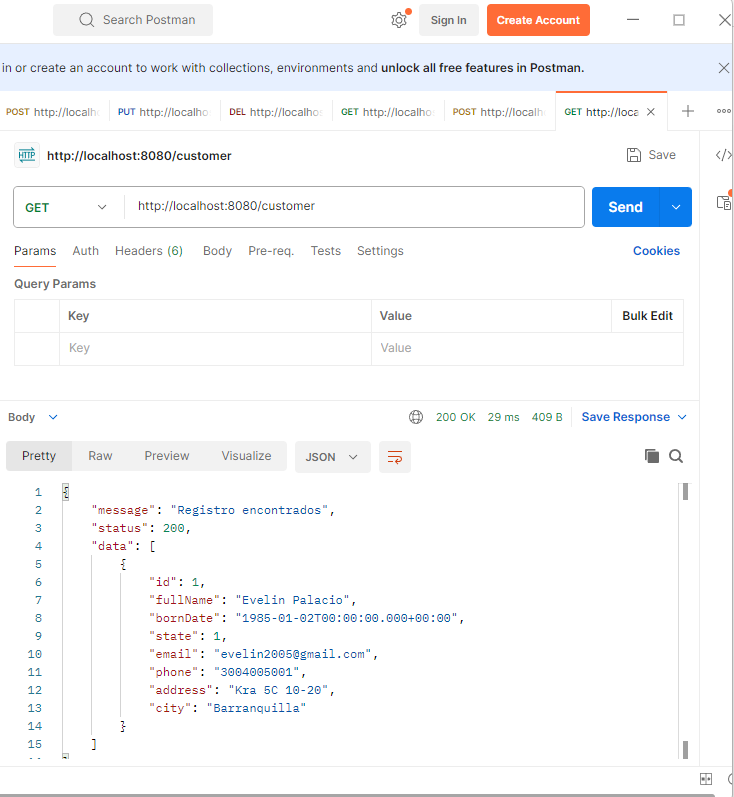 Search Postman Sign In Create Account
in or create an account to work with collections, environments and unlock all free features in Postman.
POST http://localh PUT http://localho DEL http://localhos GET http://localho POST http://localh GET http://loca
HTTP http://localhost:8080/customer Save </>
GET http://localhost:8080/customer Send
Params Auth Headers (6) Body Pre-req. Tests Settings Cookies
Query Params
Key Value Bulk Edit
Key Value
Body 200 OK 29 ms 409 B Save Response
Pretty Raw Preview Visualize JSON
1 {
2 "message": "Registro encontrados",
3 "status": 200,
4 "data": [
5 {
6 "id": 1,
7 "fullName": "Evelin Palacio",
8 "bornDate": "1985-01-02T00:00:00.000+00:00",
9 "state": 1,
10 "email": "evelin2005@gmail.com",
11 "phone": "3004005001",
12 "address": "Kra 5C 10-20",
13 "city": "Barranquilla"
14 }
15 ]